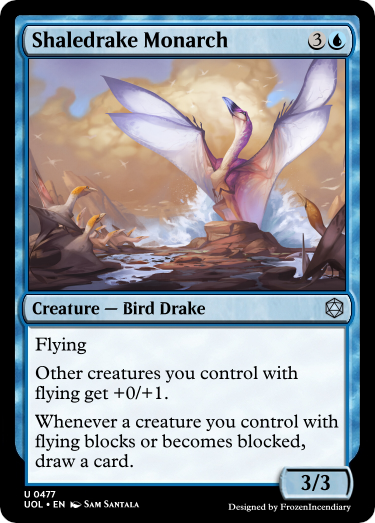 Shaledrake Monarch 3
Creature — Bird Drake
Flying
Other creatures you control with
flying get +0/+1.
Whenever a creature you control with
flying blocks or becomes blocked,
draw a card.
3/3
U 0477
UOL • EN Sam Santala
Designed by FrozenIncendiary